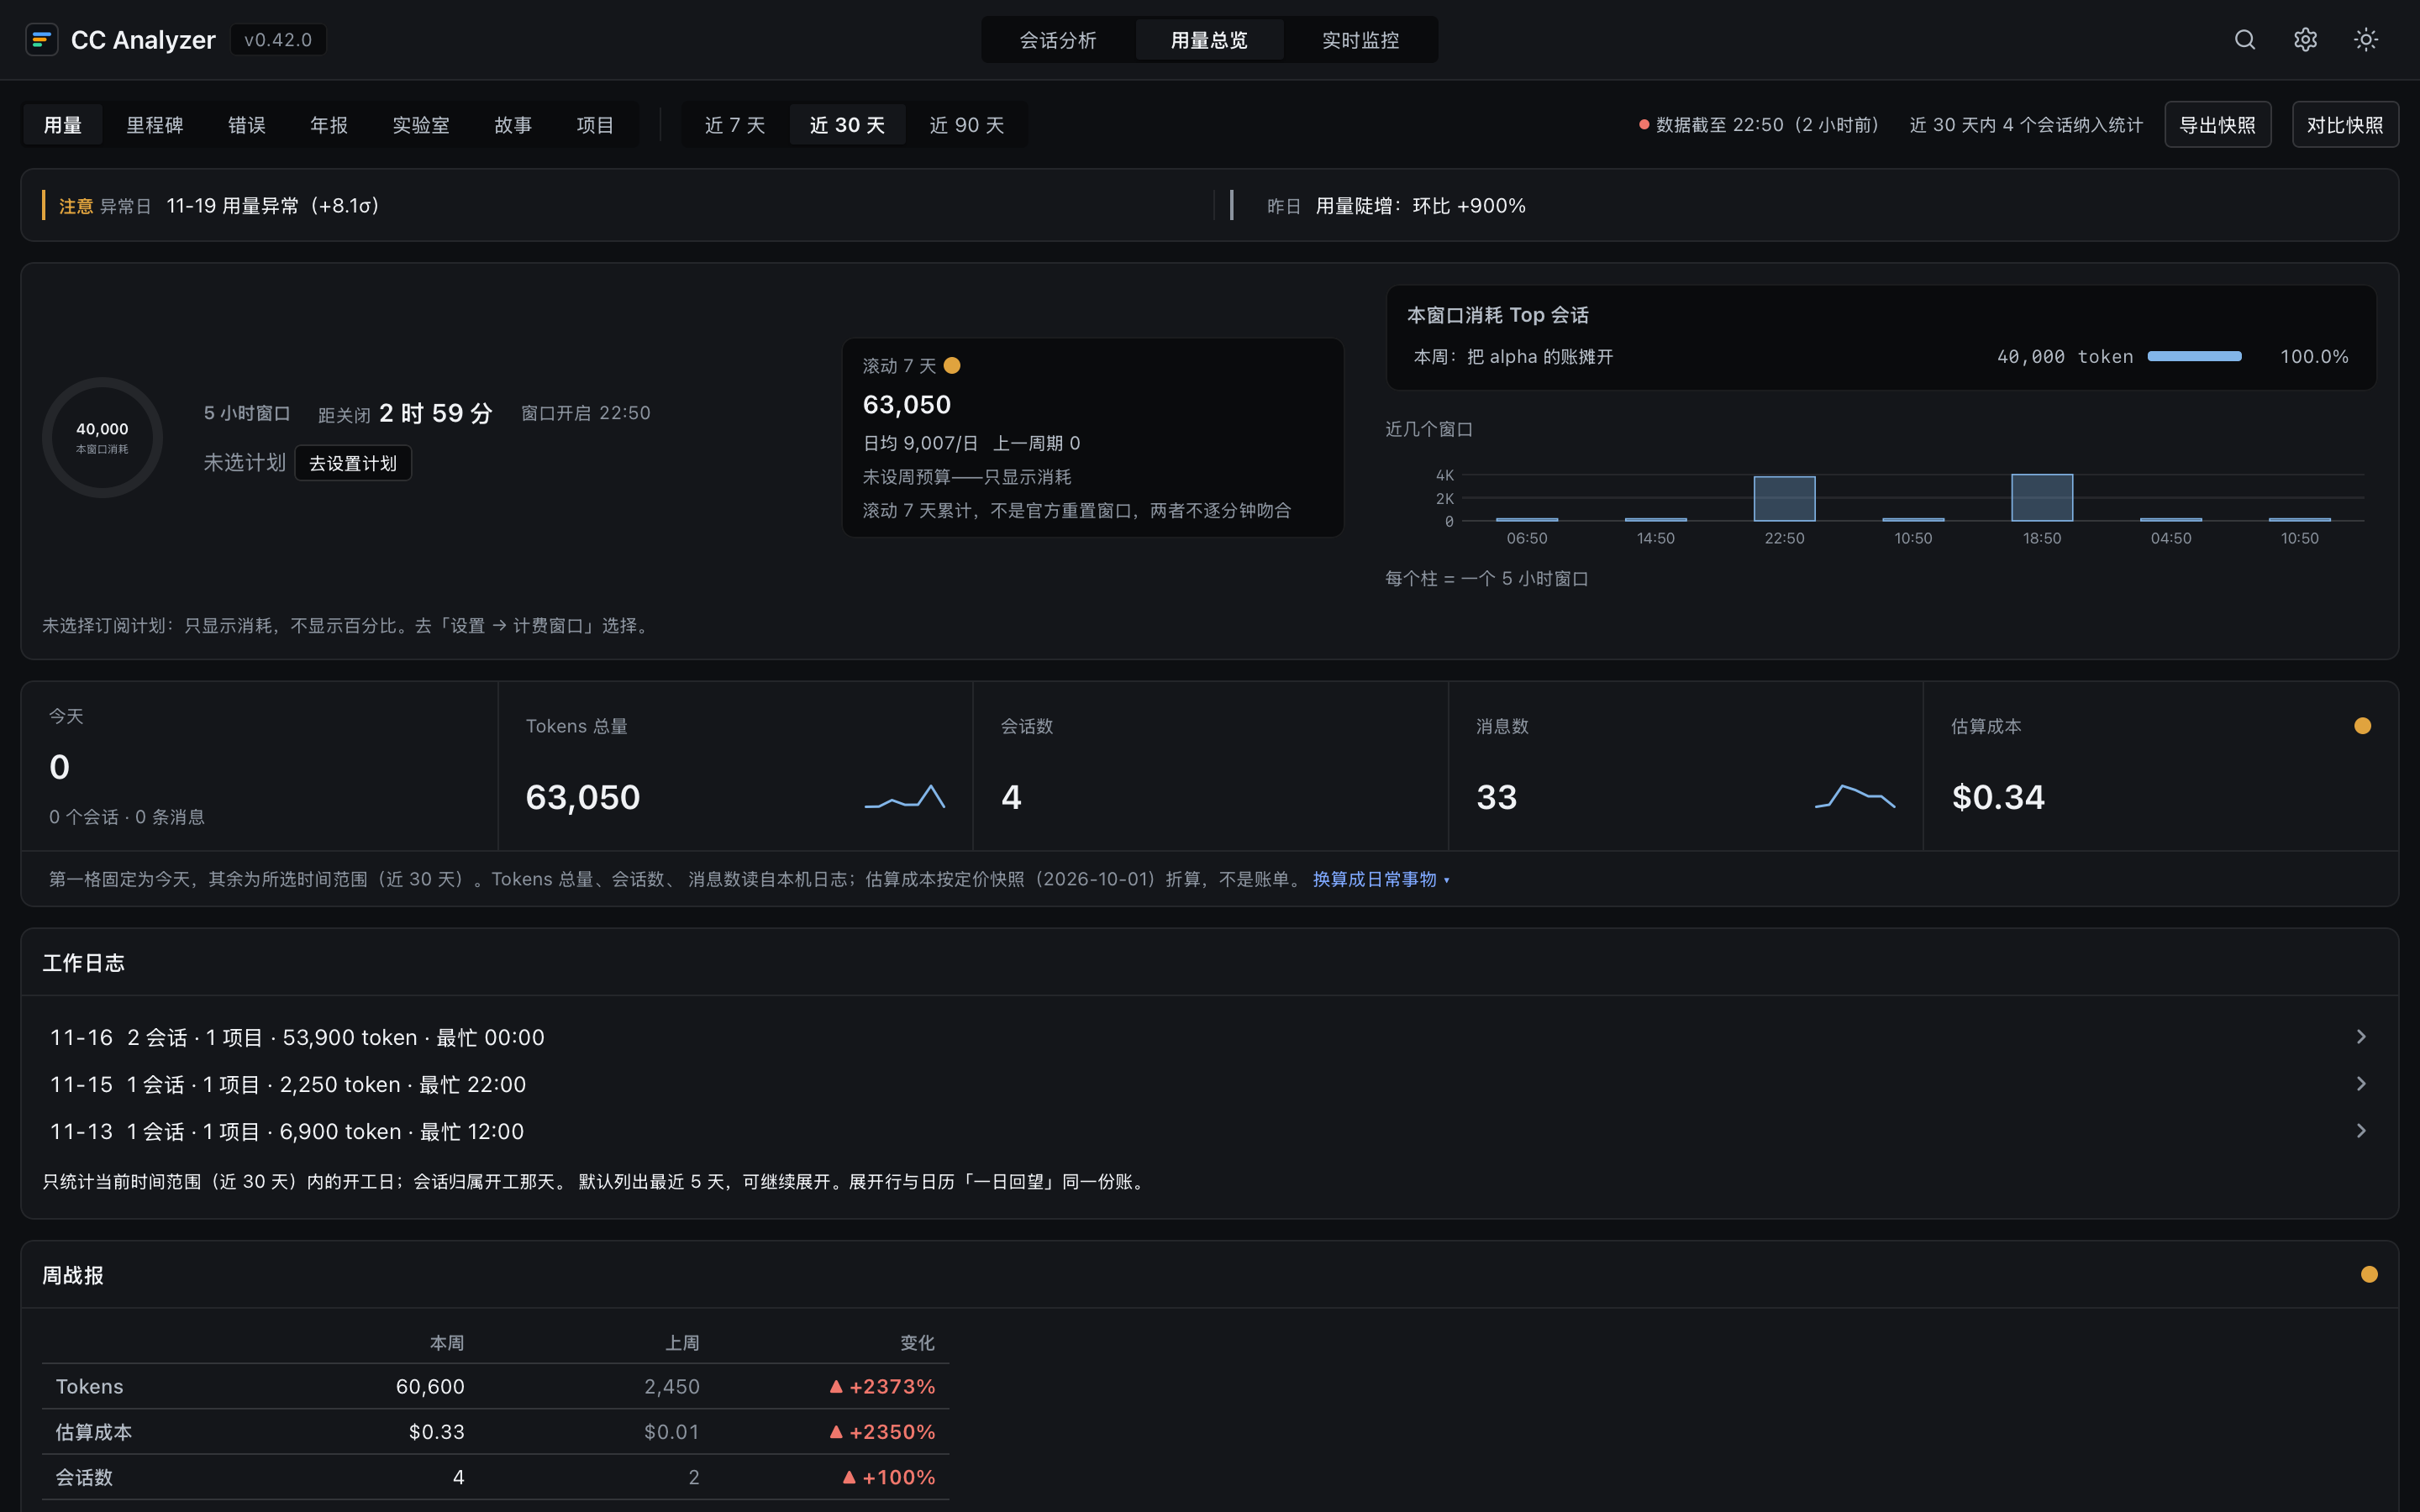 CC Analyzer v0.42.0
会话分析 用量总览 实时监控
用量 里程碑 错误 年报 实验室 故事 项目 近 7 天 近 30 天 近 90 天
数据截至 22:50（2 小时前） 近 30 天内 4 个会话纳入统计 导出快照 对比快照
注意 异常日 11-19 用量异常（+8.1σ）
昨日 用量陡增：环比 +900%
40,000
本窗口消耗
5 小时窗口 距关闭 2 时 59 分 窗口开启 22:50
未选计划 去设置计划
滚动 7 天
63,050
日均 9,007/日 上一周期 0
未设周预算——只显示消耗
滚动 7 天累计，不是官方重置窗口，两者不逐分钟吻合
本窗口消耗 Top 会话
本周：把 alpha 的账摊开 40,000 token 100.0%
近几个窗口
4K
2K
0
06:50 14:50 22:50 10:50 18:50 04:50 10:50
每个柱 = 一个 5 小时窗口
未选择订阅计划：只显示消耗，不显示百分比。去「设置 → 计费窗口」选择。
今天
0
0 个会话 · 0 条消息
Tokens 总量
63,050
会话数
4
消息数
33
估算成本
$0.34
第一格固定为今天，其余为所选时间范围（近 30 天）。Tokens 总量、会话数、 消息数读自本机日志；估算成本按定价快照（2026-10-01）折算，不是账单。 换算成日常事物 ▾
工作日志
11-16 2 会话 · 1 项目 · 53,900 token · 最忙 00:00
11-15 1 会话 · 1 项目 · 2,250 token · 最忙 22:00
11-13 1 会话 · 1 项目 · 6,900 token · 最忙 12:00
只统计当前时间范围（近 30 天）内的开工日；会话归属开工那天。 默认列出最近 5 天，可继续展开。展开行与日历「一日回望」同一份账。
周战报
本周 上周 变化
Tokens 60,600 2,450 ▲ +2373%
估算成本 $0.33 $0.01 ▲ +2350%
会话数 4 2 ▲ +100%